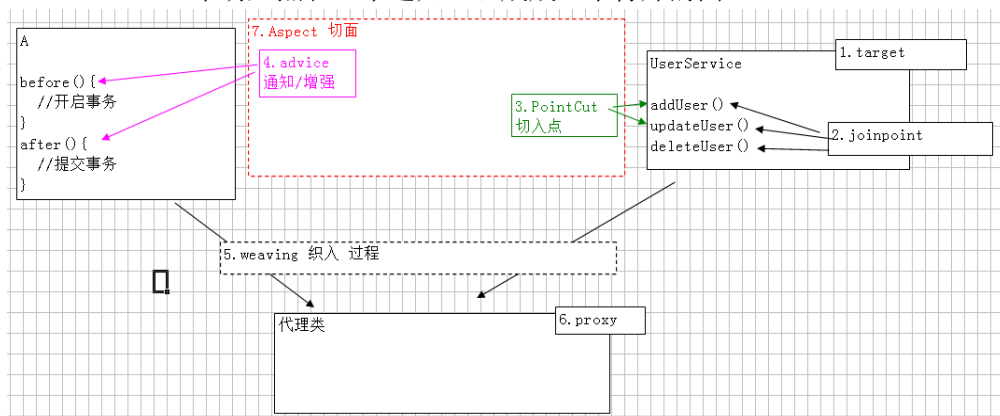 A
before(){
//开启事务
}
after(){
//提交事务
}
7.Aspect 切面
4.advice
通知/增强
3.PointCut
切入点
1.target
UserService
addUser()
updateUser()
deleteUser()
2.joinpoint
5.weaving 织入 过程
代理类
6.proxy